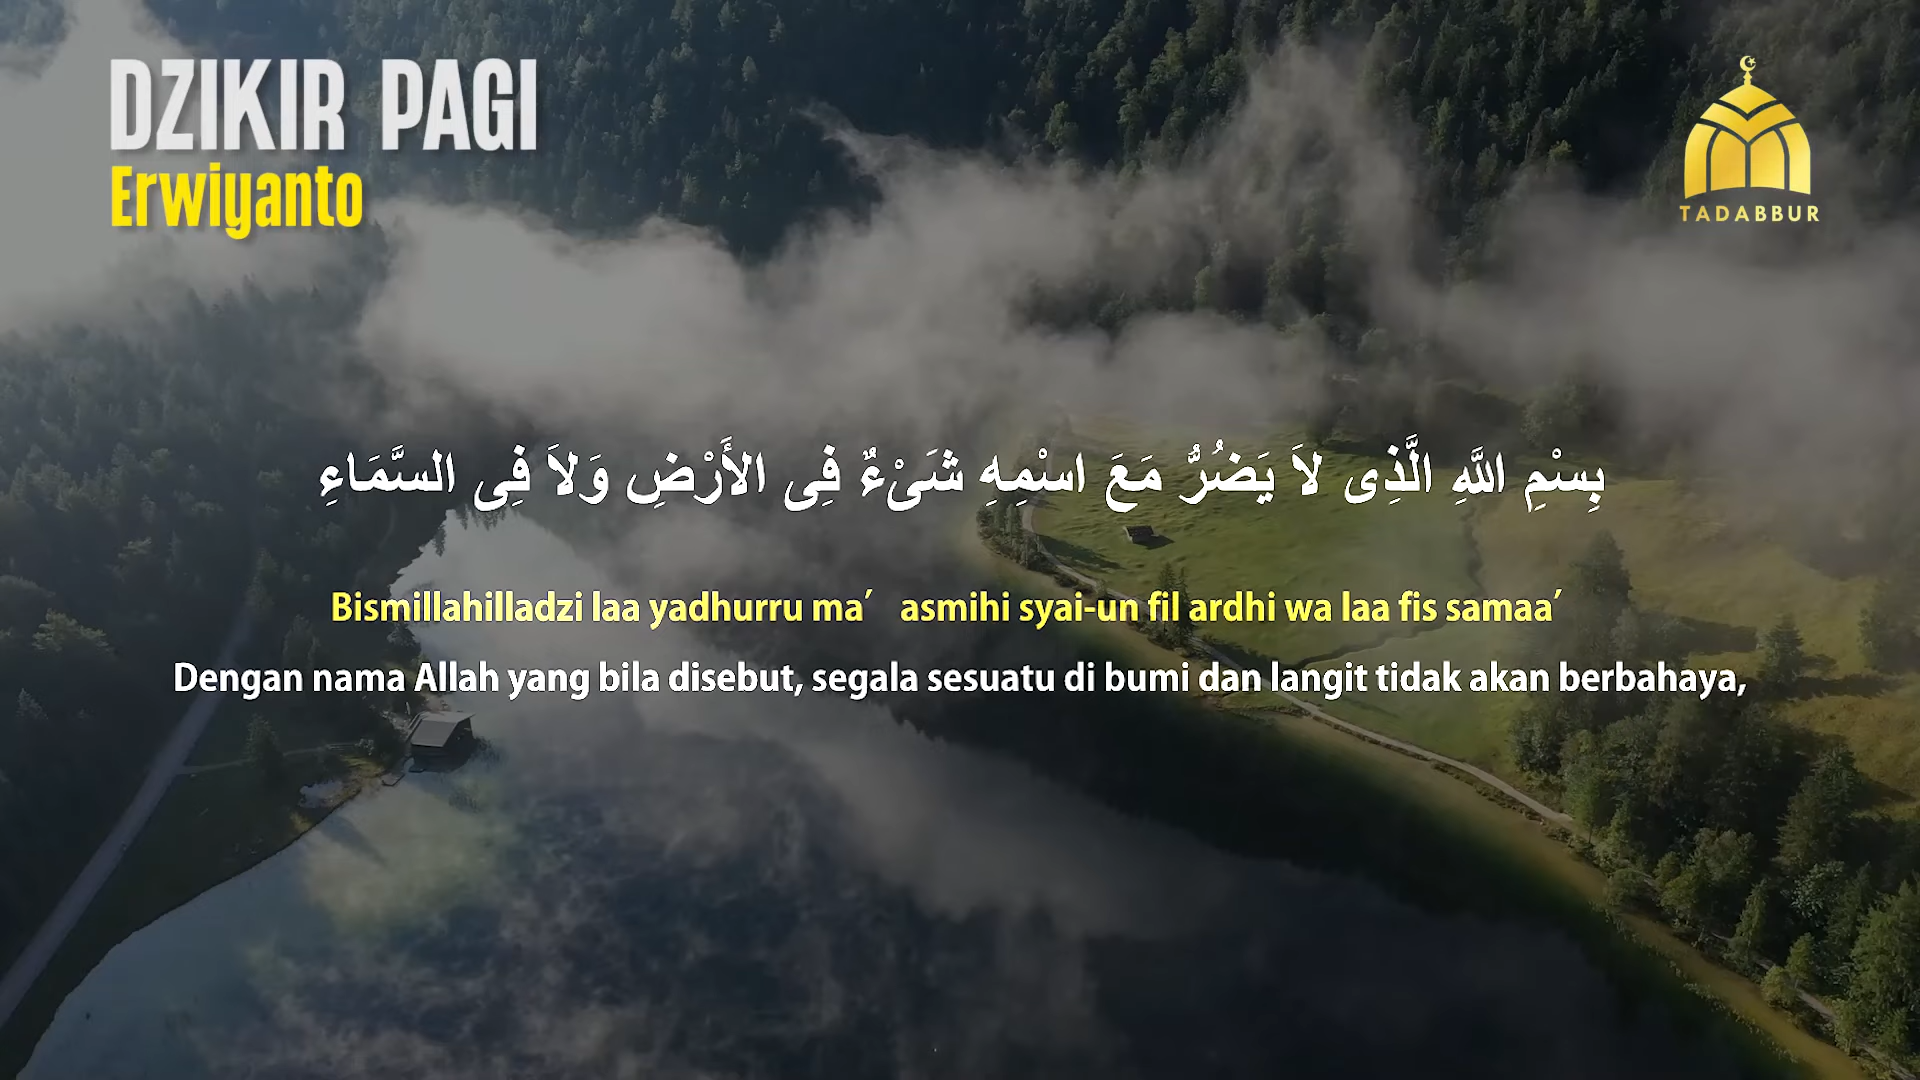 DZIKIR PAGI
Erwiyanto
TADABBUR
بِسْمِ اللَّهِ الَّذِى لاَ يَضُرُّ مَعَ اسْمِهِ شَىْءٌ فِى الأَرْضِ وَلاَ فِى السَّمَاءِ
Bismillahilladzi laa yadhurru ma′ asmihi syai-un fil ardhi wa laa fis samaa′
Dengan nama Allah yang bila disebut, segala sesuatu di bumi dan langit tidak akan berbahaya,